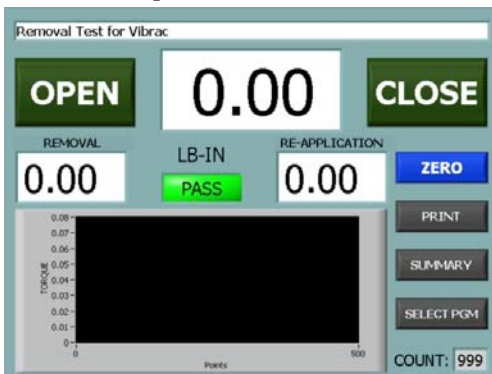 Removal Test for Vibrac
OPEN
0.00
CLOSE
REMOVAL
LB-IN
RE-APPLICATION
0.00
PASS
0.00
ZERO
PRINT
SUMMARY
SELECT PGM
TORQUE
0.08
0.07
0.06
0.05
0.04
0.03
0.02
0.01
0
0
500
Points
COUNT: 999